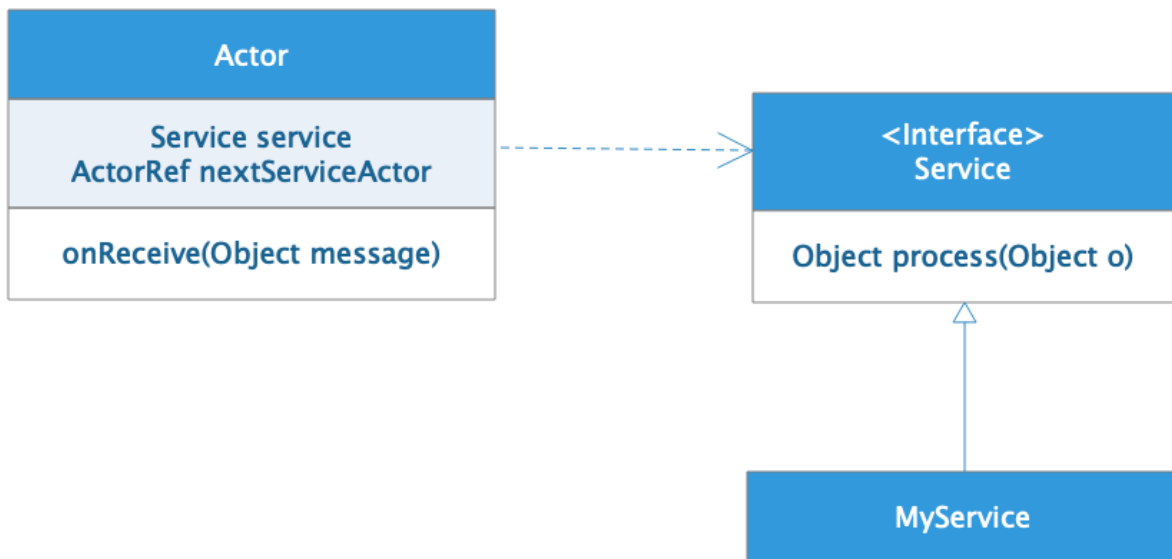 Actor
Service service
ActorRef nextServiceActor
onReceive(Object message)
<Interface>
Service
Object process(Object o)
MyService